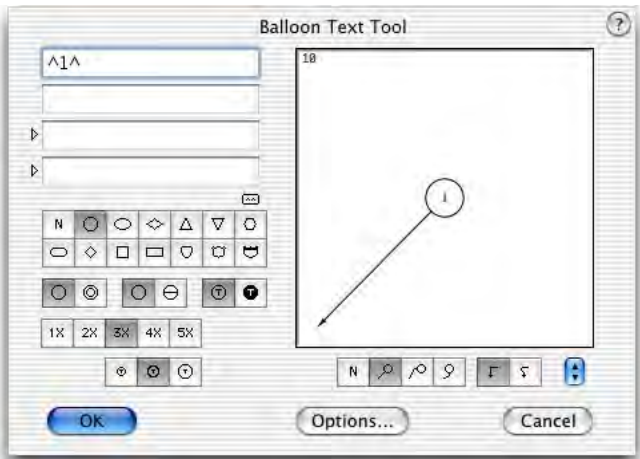 Balloon Text Tool
?
^1^
10
1
^^
N
T T
1X 2X 3X 4X 5X
T T T
N
OK
Options...
Cancel